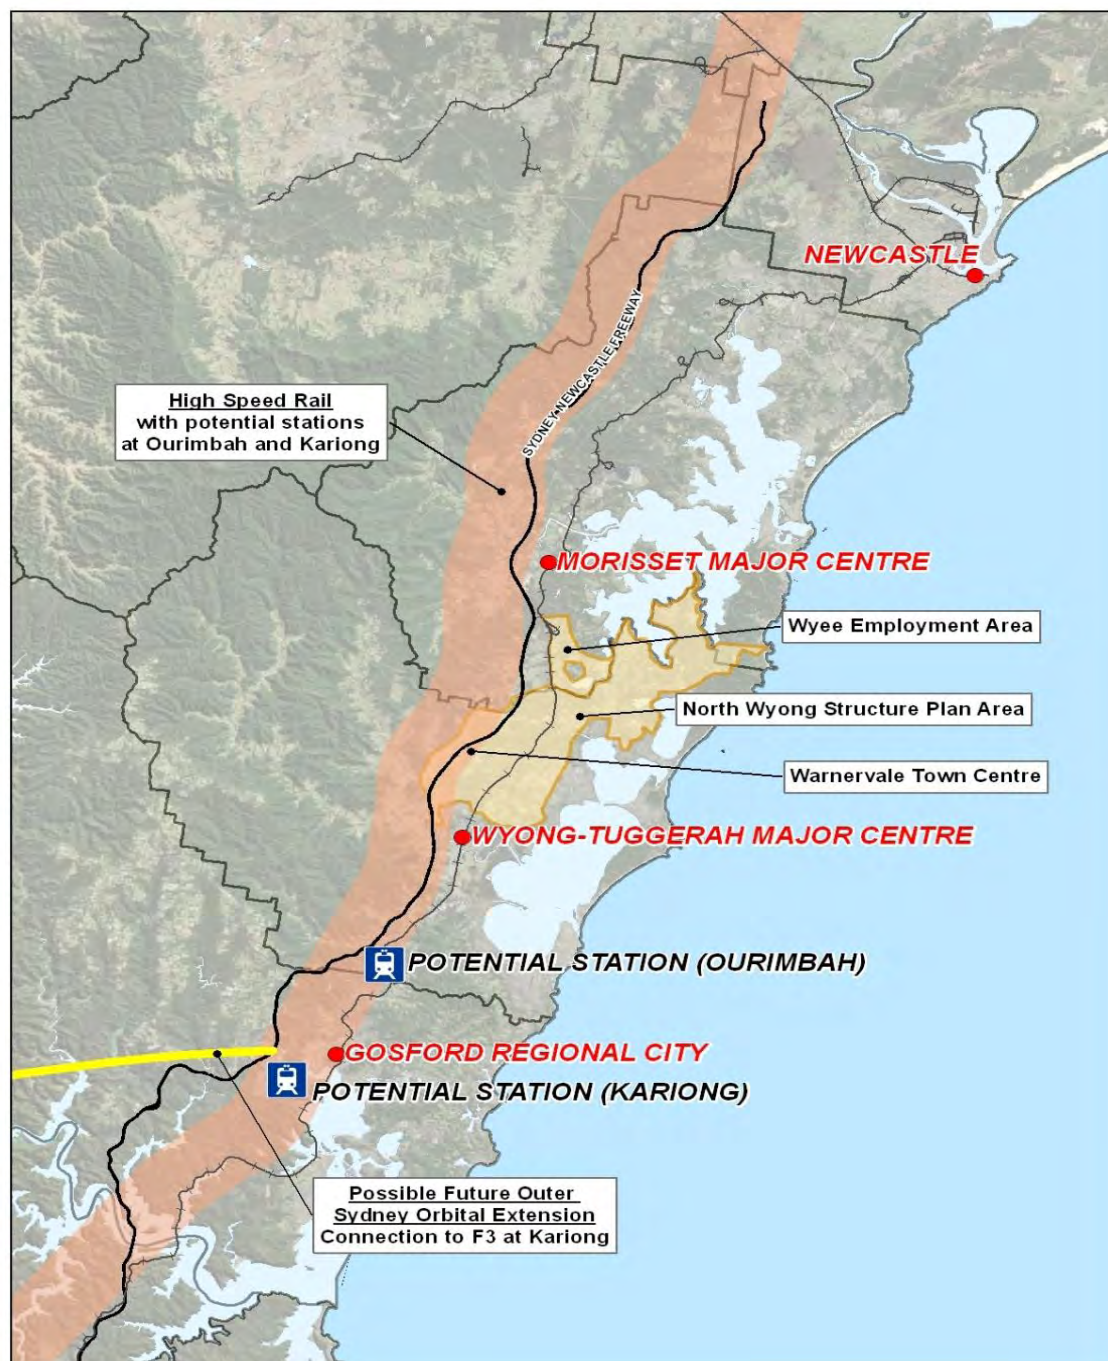 NEWCASTLE
SYDNEY NEWCASTLE FREEWAY
High Speed Rail
with potential stations
at Ourimbah and Kariong
MORISSET MAJOR CENTRE
Wyee Employment Area
North Wyong Structure Plan Area
Warnervale Town Centre
WYONG-TUGGERAH MAJOR CENTRE
POTENTIAL STATION (OURIMBAH)
GOSFORD REGIONAL CITY
POTENTIAL STATION (KARIONG)
Possible Future Outer
Sydney Orbital Extension
Connection to F3 at Kariong